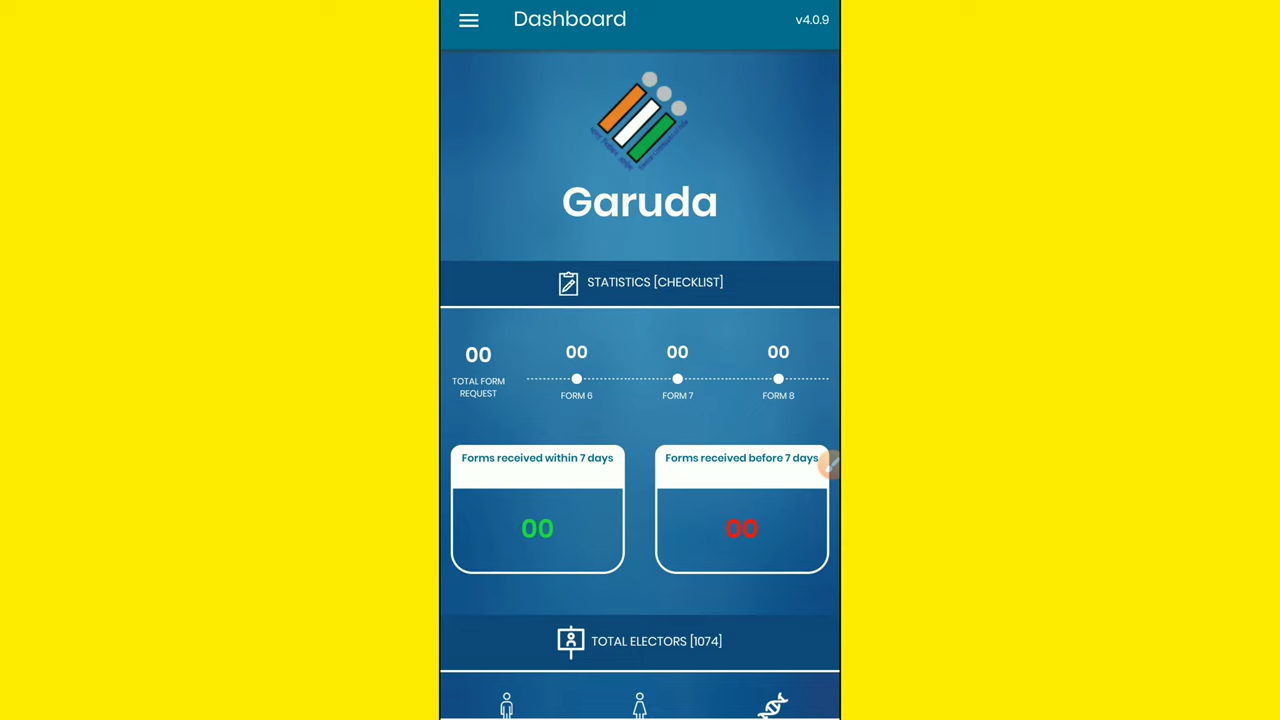 Dashboard
v4.0.9
Garuda
STATISTICS [CHECKLIST]
00
00
00
00
TOTAL FORM
REQUEST
FORM 6
FORM 7
FORM 8
Forms received within 7 days
Forms received before 7 days
00
00
TOTAL ELECTORS [1074]